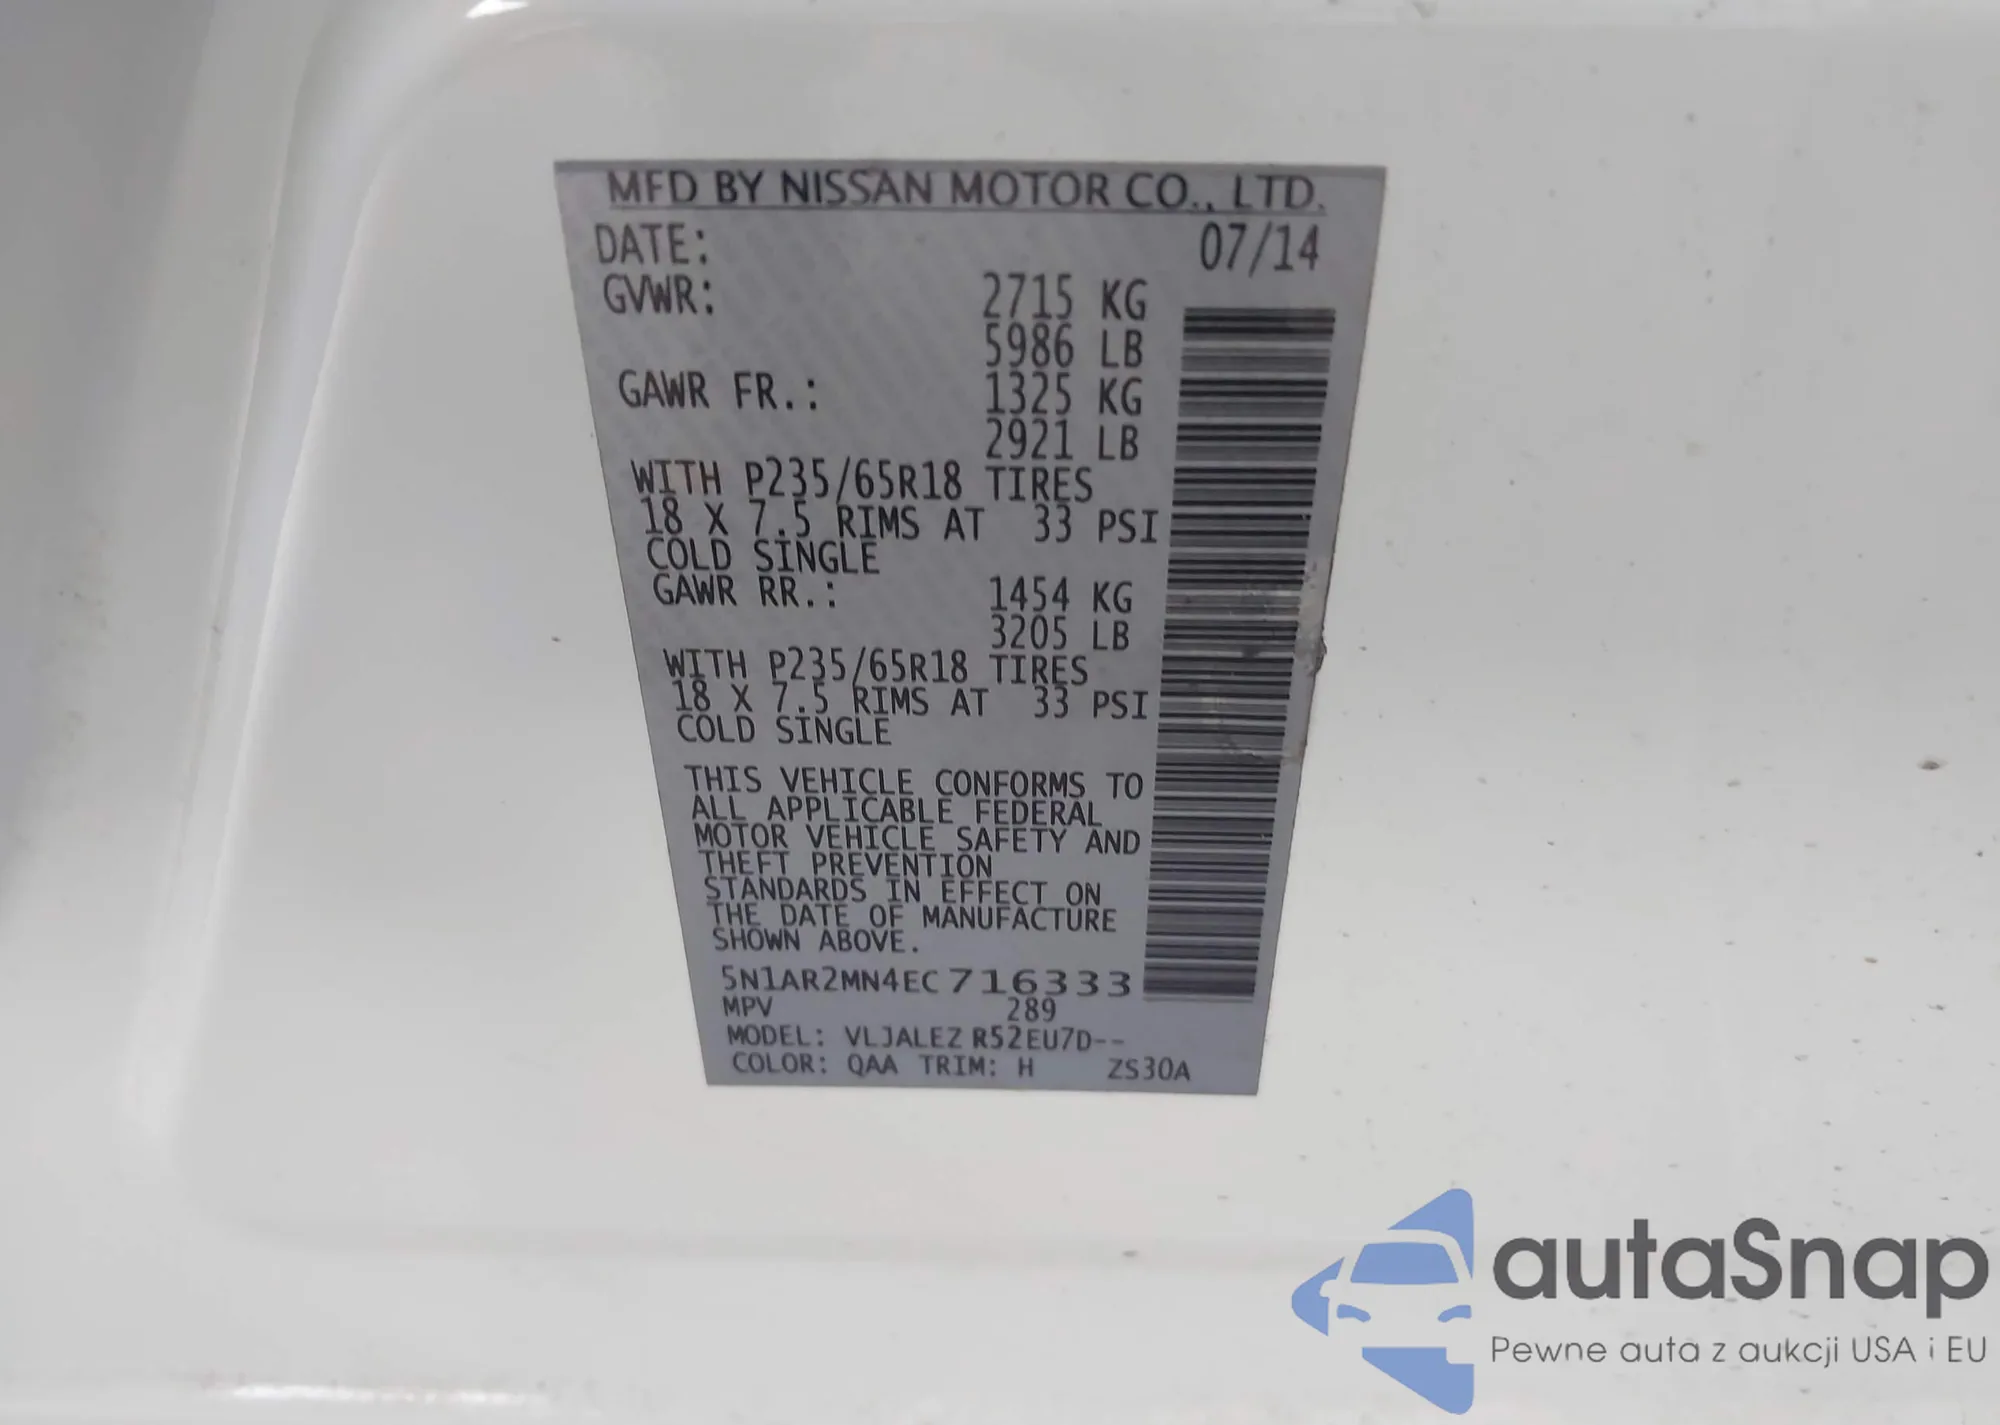 MFD BY NISSAN MOTOR CO., LTD.
DATE: 07/14
GVWR: 2715 KG
5986 LB
GAWR FR.: 1325 KG
2921 LB
WITH P235/65R18 TIRES
18 X 7.5 RIMS AT 33 PSI
COLD SINGLE
GAWR RR.: 1454 KG
3205 LB
WITH P235/65R18 TIRES
18 X 7.5 RIMS AT 33 PSI
COLD SINGLE
THIS VEHICLE CONFORMS TO
ALL APPLICABLE FEDERAL
MOTOR VEHICLE SAFETY AND
THEFT PREVENTION
STANDARDS IN EFFECT ON
THE DATE OF MANUFACTURE
SHOWN ABOVE.
5N1AR2MN4EC716333
MPV 289
MODEL: VLJALEZ R52EU7D--
COLOR: QAA TRIM: H ZS30A
autaSnap
Pewne auta z aukcji USA i EU